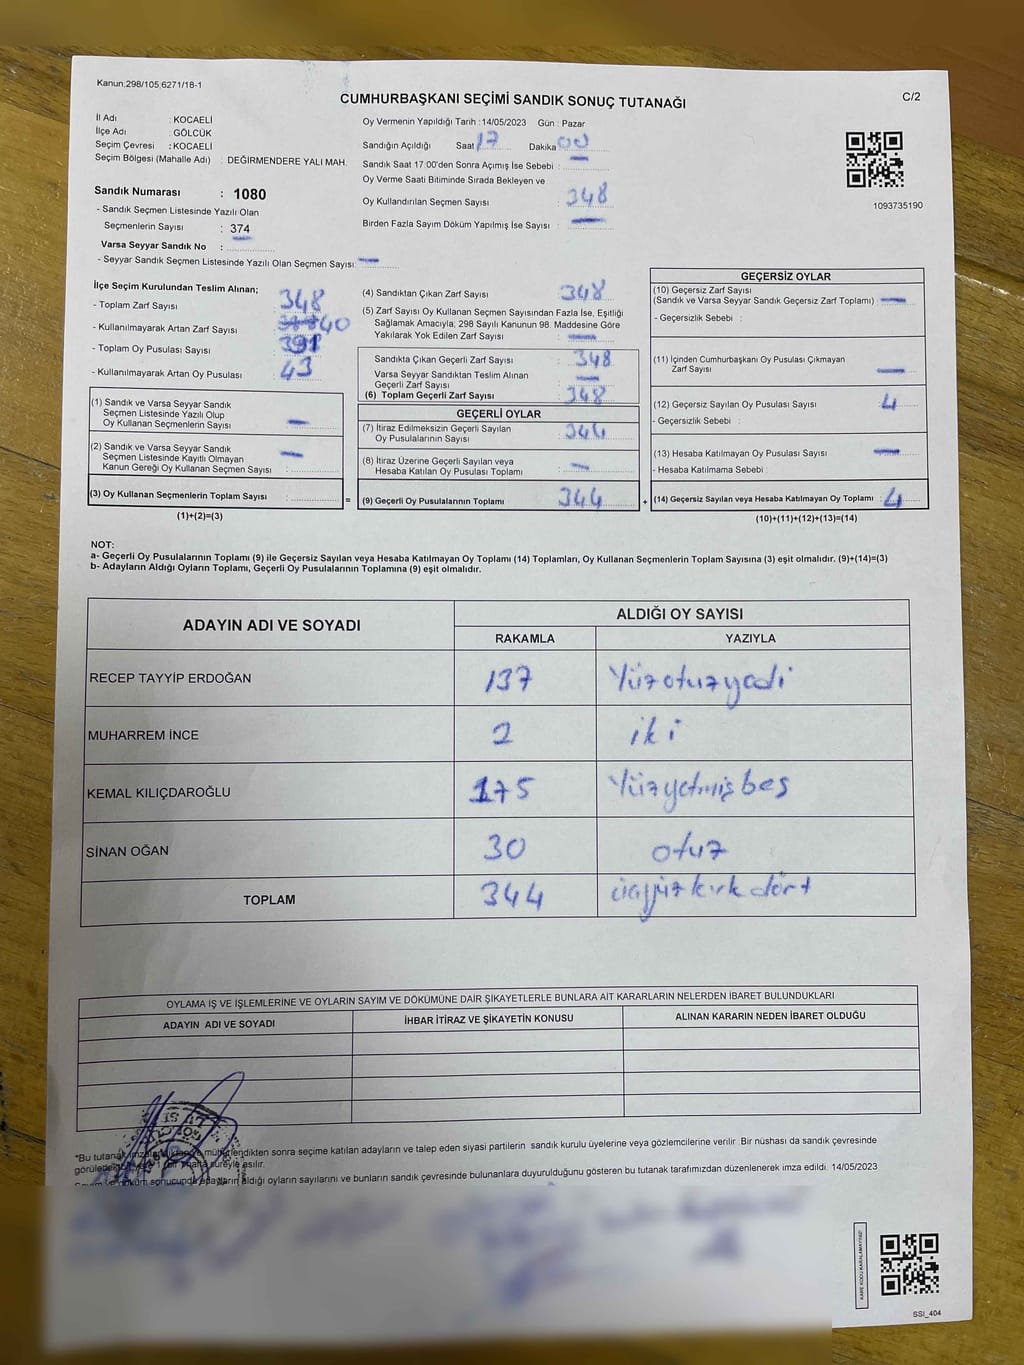 Kanun.298/105,6271/18-1
C/2
CUMHURBAŞKANI SEÇİMİ SANDIK SONUÇ TUTANAĞI
İl Adı : KOCAELİ
İlçe Adı : GÖLCÜK
Seçim Çevresi : KOCAELİ
Seçim Bölgesi (Mahalle Adı) : DEĞİRMENDERE YALI MAH.
Sandık Numarası : 1080
- Sandık Seçmen Listesinde Yazılı Olan
Seçmenlerin Sayısı : 374
Varsa Seyyar Sandık No :
- Seyyar Sandık Seçmen Listesinde Yazılı Olan Seçmen Sayısı: —
Oy Vermenin Yapıldığı Tarih : 14/05/2023 Gün : Pazar
Sandığın Açıldığı Saat 17 Dakika 00
Sandık Saat 17:00'den Sonra Açımış İse Sebebi : —
Oy Verme Saati Bitiminde Sırada Bekleyen ve
Oy Kullandırılan Seçmen Sayısı : 348
Birden Fazla Sayım Döküm Yapılmış İse Sayısı : —
1093735190
İlçe Seçim Kurulundan Teslim Alınan;
- Toplam Zarf Sayısı 348
- Kullanılmayarak Artan Zarf Sayısı : 40
- Toplam Oy Pusulası Sayısı : 391
- Kullanılmayarak Artan Oy Pusulası : 43
(1) Sandık ve Varsa Seyyar Sandık
Seçmen Listesinde Yazılı Olup
Oy Kullanan Seçmenlerin Sayısı : —
(2) Sandık ve Varsa Seyyar Sandık
Seçmen Listesinde Kayıtlı Olmayan
Kanun Gereği Oy Kullanan Seçmen Sayısı : —
(3) Oy Kullanan Seçmenlerin Toplam Sayısı : =
(1)+(2)=(3)
(4) Sandıktan Çıkan Zarf Sayısı : 348
(5) Zarf Sayısı Oy Kullanan Seçmen Sayısından Fazla İse, Eşitliği
Sağlamak Amacıyla; 298 Sayılı Kanunun 98. Maddesine Göre
Yakılarak Yok Edilen Zarf Sayısı : —
Sandıkta Çıkan Geçerli Zarf Sayısı : 348
Varsa Seyyar Sandıktan Teslim Alınan
Geçerli Zarf Sayısı : —
(6) Toplam Geçerli Zarf Sayısı : 348
GEÇERLİ OYLAR
(7) İtiraz Edilmeksizin Geçerli Sayılan
Oy Pusulalarının Sayısı : 344
(8) İtiraz Üzerine Geçerli Sayılan veya
Hesaba Katılan Oy Pusulası Toplamı : —
(9) Geçerli Oy Pusulalarının Toplamı : 344 +
GEÇERSİZ OYLAR
(10) Geçersiz Zarf Sayısı
(Sandık ve Varsa Seyyar Sandık Geçersiz Zarf Toplamı) : —
- Geçersizlik Sebebi :
(11) İçinden Cumhurbaşkanı Oy Pusulası Çıkmayan
Zarf Sayısı : —
(12) Geçersiz Sayılan Oy Pusulası Sayısı : 4
- Geçersizlik Sebebi :
(13) Hesaba Katılmayan Oy Pusulası Sayısı : —
- Hesaba Katılmama Sebebi :
(14) Geçersiz Sayılan veya Hesaba Katılmayan Oy Toplamı : 4
(10)+(11)+(12)+(13)=(14)
NOT:
a- Geçerli Oy Pusulalarının Toplamı (9) ile Geçersiz Sayılan veya Hesaba Katılmayan Oy Toplamı (14) Toplamları, Oy Kullanan Seçmenlerin Toplam Sayısına (3) eşit olmalıdır. (9)+(14)=(3)
b- Adayların Aldığı Oyların Toplamı, Geçerli Oy Pusulalarının Toplamına (9) eşit olmalıdır.
ADAYIN ADI VE SOYADI ALDIĞI OY SAYISI
RAKAMLA YAZIYLA
RECEP TAYYİP ERDOĞAN 137 Yüzotuzyedi
MUHARREM İNCE 2 iki
KEMAL KILIÇDAROĞLU 175 Yüzyetmişbeş
SİNAN OĞAN 30 otuz
TOPLAM 344 üçyüzkırkdört
OYLAMA İŞ VE İŞLEMLERİNE VE OYLARIN SAYIM VE DÖKÜMÜNE DAİR ŞİKAYETLERLE BUNLARA AİT KARARLARIN NELERDEN İBARET BULUNDUKLARI
ADAYIN ADI VE SOYADI İHBAR İTİRAZ VE ŞİKAYETİN KONUSU ALINAN KARARIN NEDEN İBARET OLDUĞU
*Bu tutanak mühürlendikten sonra seçime katılan adayların ve talep eden siyasi partilerin sandık kurulu üyelerine veya gözlemcilerine verilir. Bir nüshası da sandık çevresinde
süreyle asılır.
sonucunda adayların aldığı oyların sayılarını ve bunların sandık çevresinde bulunanlara duyurulduğunu gösteren bu tutanak tarafımızdan düzenlenerek imza edildi. 14/05/2023
KARE KODU KARALAMAYINIZ!
SSI_404